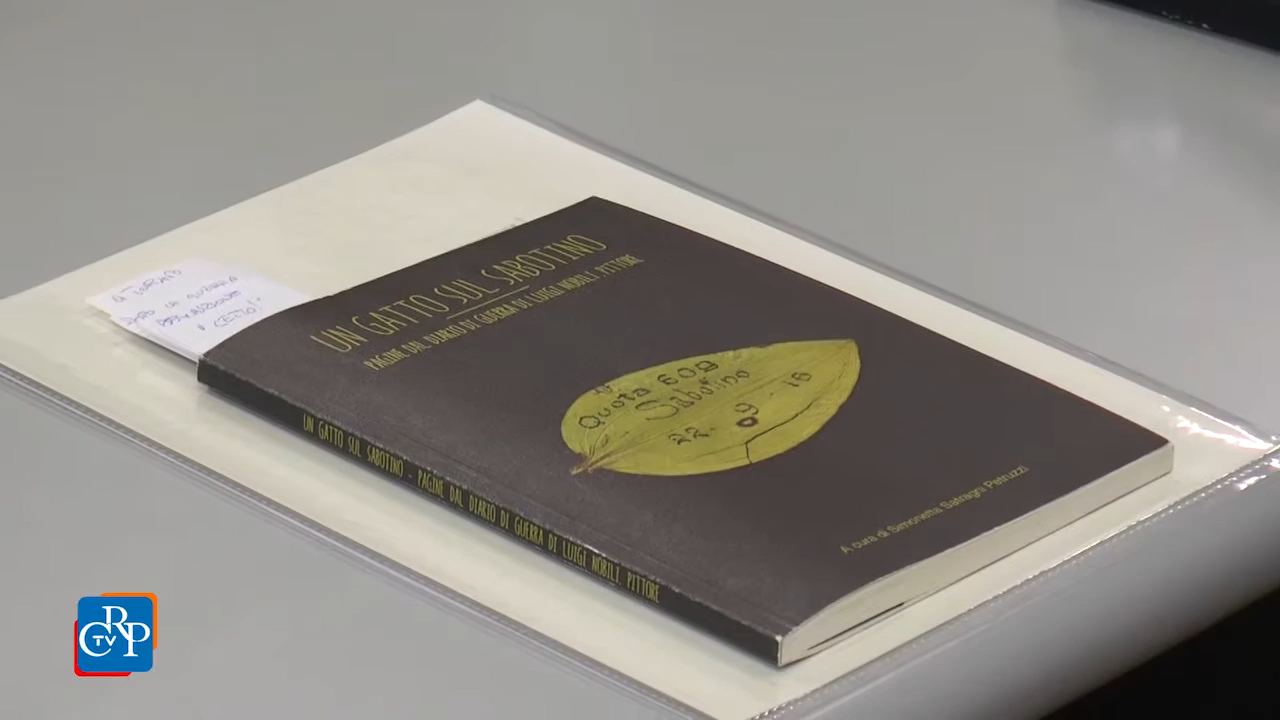 UN GATTO SUL SABOTINO
PAGINE DAL DIARIO DI GUERRA DI LUIGI NOBILI, PITTORE
Quota 609
Sabotino
22. 9. 16
A cura di Simonetta Satragni Petruzzi
UN GATTO SUL SABOTINO - PAGINE DAL DIARIO DI GUERRA DI LUIGI NOBILI, PITTORE
CRP
TV